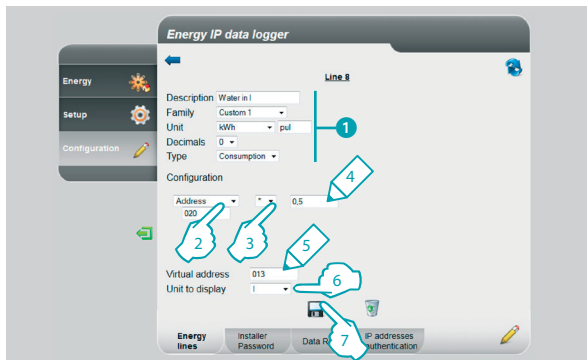 Energy IP data logger
Line 8
Energy
Setup
Configuration
Description Water in l
Family Custom 1
Unit kWh pul
Decimals 0
Type Consumption
1
Configuration
Address * 0,5
020
2
3
4
5
Virtual address 013
Unit to display l
6
7
Energy lines
Installer Password
Data R
IP addresses authentication